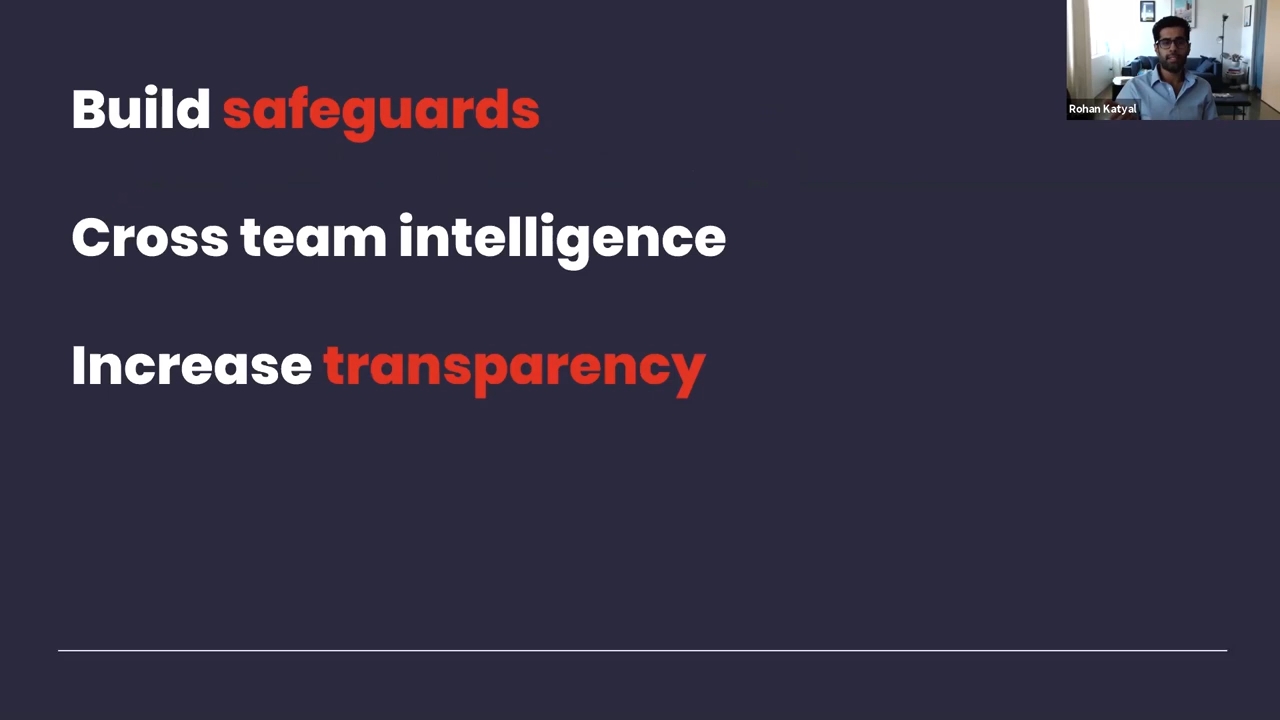 Build safeguards
Rohan Katyal
Cross team intelligence
Increase transparency